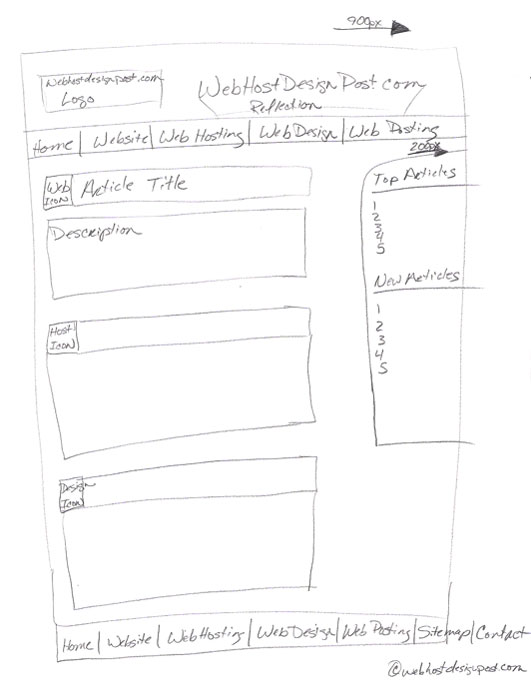 900px
Webhostdesignpost.com
Logo
WebHostDesignPost.com
Reflection
Home | Website | Web Hosting | Web Design | Web Posting
200px
Web
Icon
Article Title
Description
Top Articles
1
2
3
4
5
New Articles
1
2
3
4
5
Host
Icon
Design
Icon
Home | Website | Web Hosting | Web Design | Web Posting | Sitemap | Contact
©webhostdesignpost.com